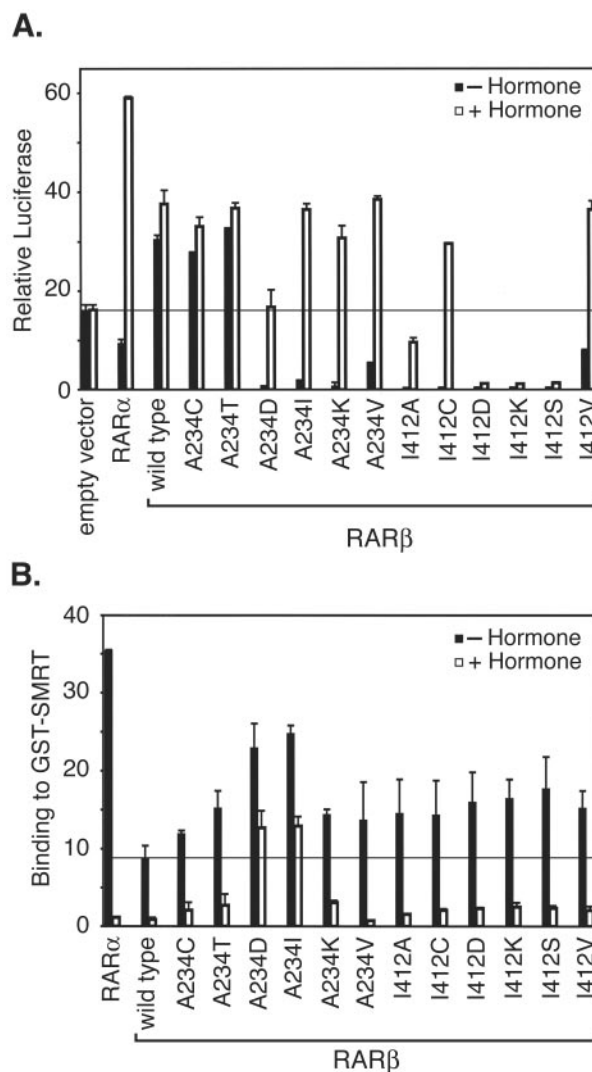 A.
Relative Luciferase
60
40
20
0
– Hormone
+ Hormone
empty vector
RARα
wild type
A234C
A234T
A234D
A234I
A234K
A234V
I412A
I412C
I412D
I412K
I412S
I412V
RARβ
B.
Binding to GST-SMRT
40
30
20
10
0
– Hormone
+ Hormone
RARα
wild type
A234C
A234T
A234D
A234I
A234K
A234V
I412A
I412C
I412D
I412K
I412S
I412V
RARβ